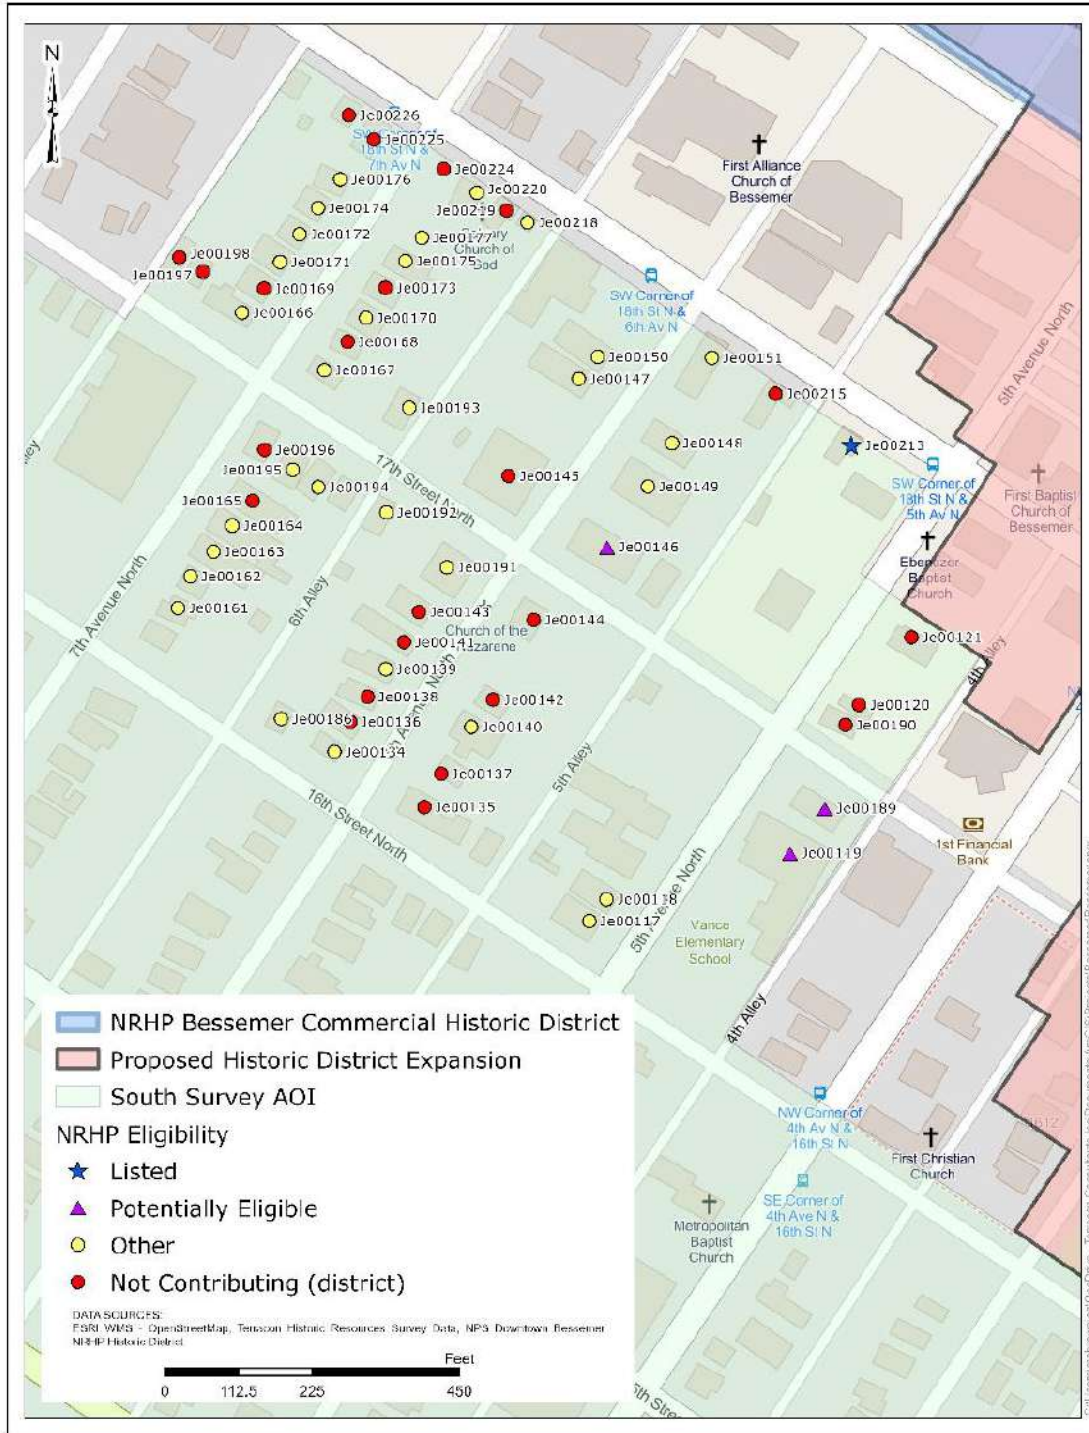 N
Je00226
SW Corner of
18th St N &
7th Av N
Je00225
Je00224
Je00176
Je00220
Je00174
Je00219
Je00218
Je00172
Je00177
Church of
God
Je00198
Je00197
Je00171
Je00175
Je00169
Je00173
Je00166
Je00170
Je00168
Je00167
First Alliance
Church of
Bessemer
SW Corner of
18th St N &
6th Av N
Je00150
Je00151
Je00147
Je00215
Je00193
5th Avenue North
Je00148
Je00213
Je00196
Je00195
17th Street North
Je00145
SW Corner of
18th St N &
5th Av N
First Baptist
Church of
Bessemer
Je00194
Je00149
Je00165
Je00192
Je00164
Je00146
Ebenezer
Baptist
Church
Je00163
Je00191
Je00162
7th Avenue North
6th Alley
Je00161
Je00143
Je00144
Church of the
Nazarene
Je00141
Je00121
4th Alley
Je00139
Je00138
Je00142
Je00120
Je00186
Je00136
Je00140
Je00190
Je00134
Je00137
5th Alley
Je00135
16th Street North
Je00189
1st Financial
Bank
Je00119
Je00118
Je00117
5th Avenue North
Vance
Elementary
School
4th Alley
NRHP Bessemer Commercial Historic District
Proposed Historic District Expansion
South Survey AOI
NRHP Eligibility
Listed
Potentially Eligible
Other
Not Contributing (district)
DATA SOURCES:
ESRI WMS - OpenStreetMap, Terracon Historic Resources Survey Data, NPS Downtown Bessemer
NRHP Historic District
Feet
0 112.5 225 450
NW Corner of
4th Av N &
16th St N
First Christian
Church
SE Corner of
4th Ave N &
16th St N
Metropolitan
Baptist
Church